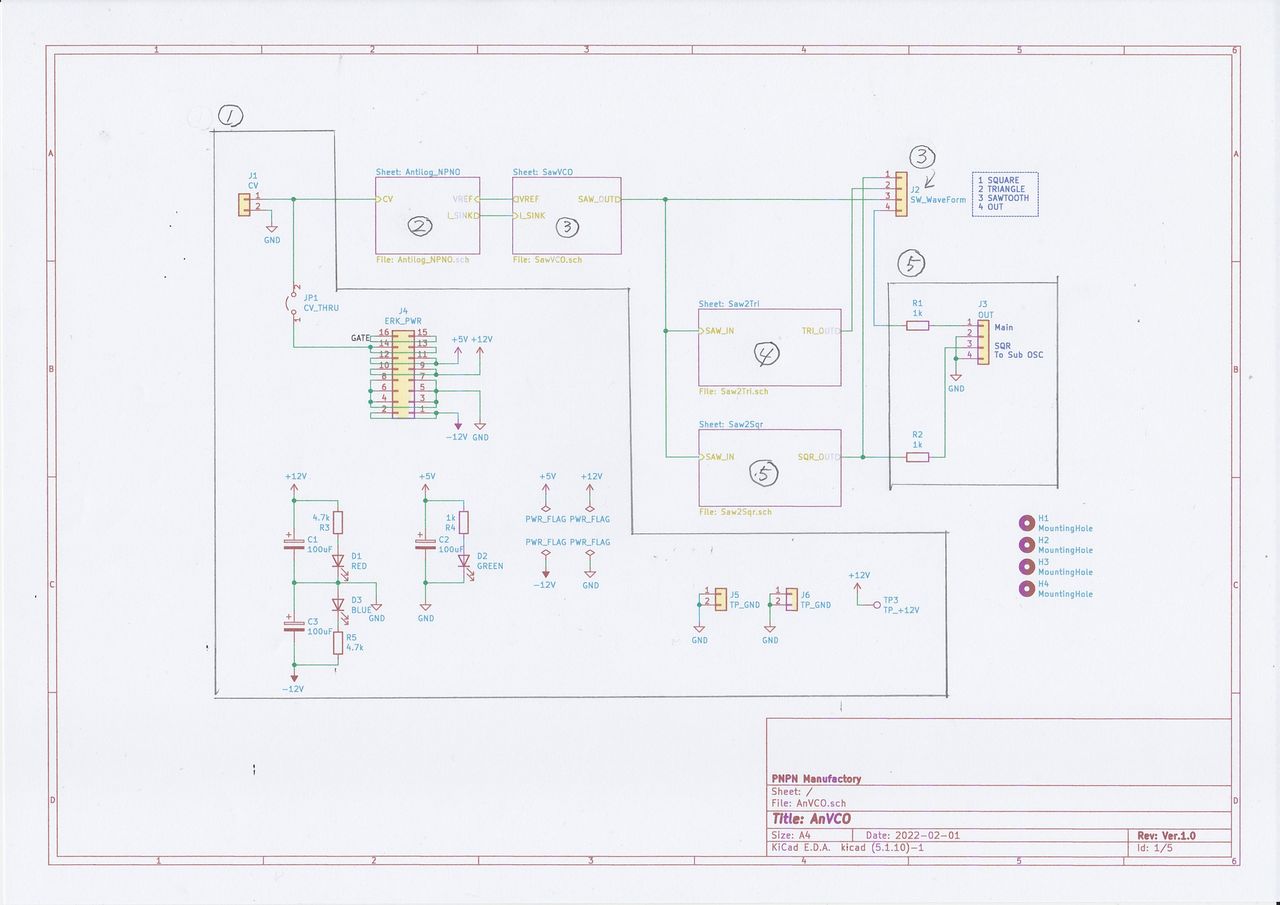 1 2 3 4 5 6
A A
B B
C C
D D
1 2 3 4 5 6
①
J1
CV
1
2
GND
Sheet: Antilog_NPNO
CV
VREF
I_SINK
②
File: Antilog_NPNO.sch
Sheet: SawVCO
VREF
I_SINK
SAW_OUT
③
File: SawVCO.sch
③
1
2
3
4
J2
SW_WaveForm
1 SQUARE
2 TRIANGLE
3 SAWTOOTH
4 OUT
2
1
JP1
CV_THRU
J4
ERK_PWR
GATE
16 15
14 13
12 11
10 9
8 7
6 5
4 3
2 1
+5V +12V
-12V GND
Sheet: Saw2Tri
SAW_IN
TRI_OUT
④
File: Saw2Tri.sch
Sheet: Saw2Sqr
SAW_IN
SQR_OUT
⑤
File: Saw2Sqr.sch
⑤
R1
1k
J3
OUT
1
2
3
4
Main
SQR
To Sub OSC
GND
R2
1k
+12V
4.7k
R3
+
C1
100uF
D1
RED
D3
BLUE
GND
+
C3
100uF
R5
4.7k
-12V
+5V
1k
R4
+
C2
100uF
D2
GREEN
GND
+5V +12V
PWR_FLAG PWR_FLAG
PWR_FLAG PWR_FLAG
-12V GND
1
2
J5
TP_GND
GND
1
2
J6
TP_GND
GND
+12V
TP3
TP_+12V
H1
MountingHole
H2
MountingHole
H3
MountingHole
H4
MountingHole
PNPN Manufactory
Sheet: /
File: AnVCO.sch
Title: AnVCO
Size: A4 Date: 2022-02-01 Rev: Ver.1.0
KiCad E.D.A. kicad (5.1.10)-1 Id: 1/5